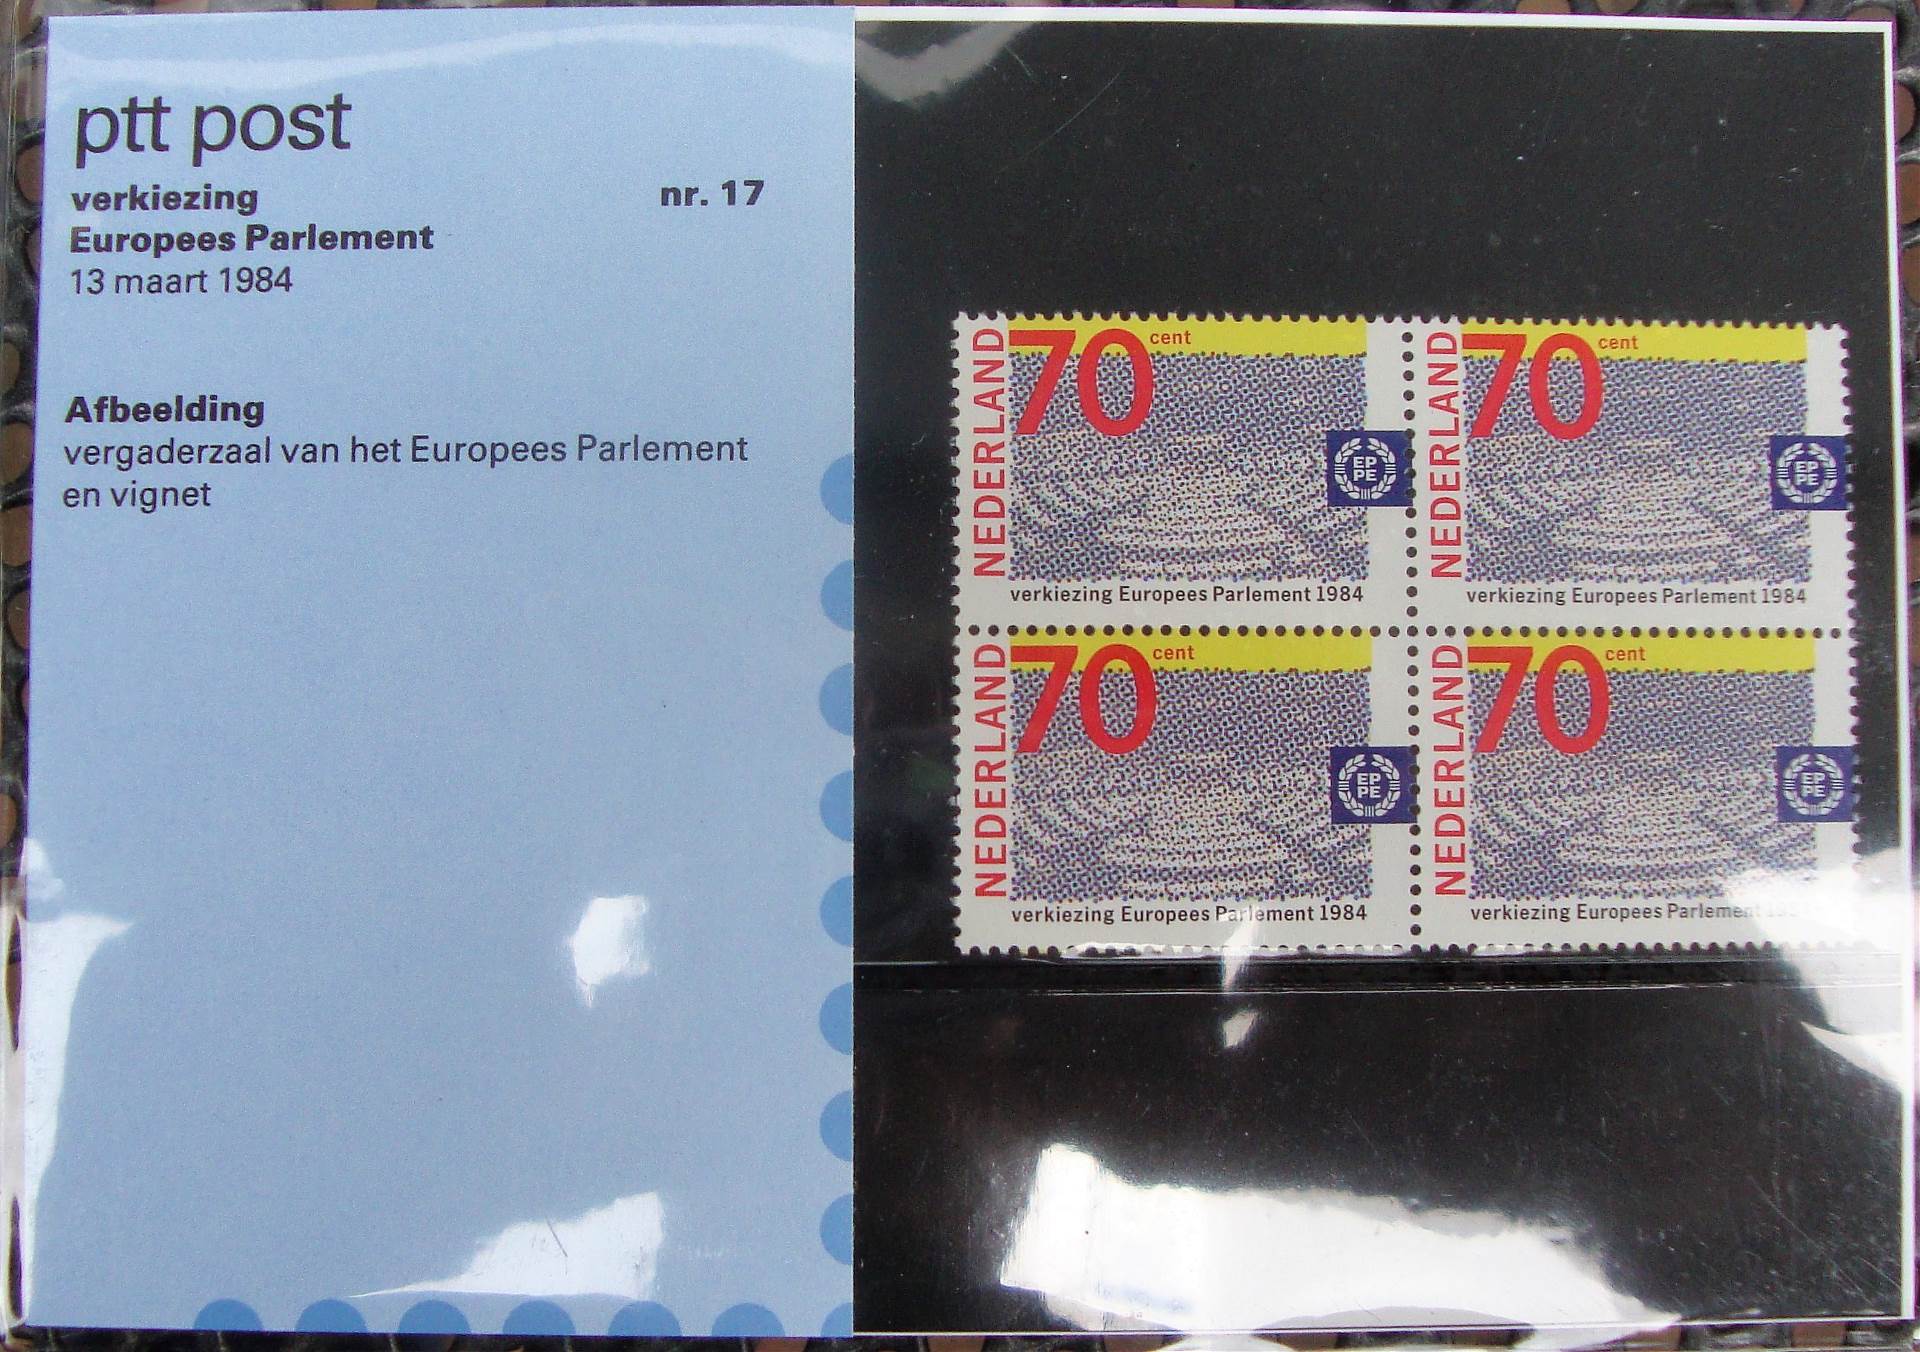 ptt post
verkiezing
nr. 17
Europees Parlement
13 maart 1984
Afbeelding
vergaderzaal van het Europees Parlement
en vignet
NEDERLAND
70 cent
EP
PE
verkiezing Europees Parlement 1984
NEDERLAND
70 cent
EP
PE
verkiezing Europees Parlement 1984
NEDERLAND
70 cent
EP
PE
verkiezing Europees Parlement 1984
NEDERLAND
70 cent
EP
PE
verkiezing Europees Parlement 1984